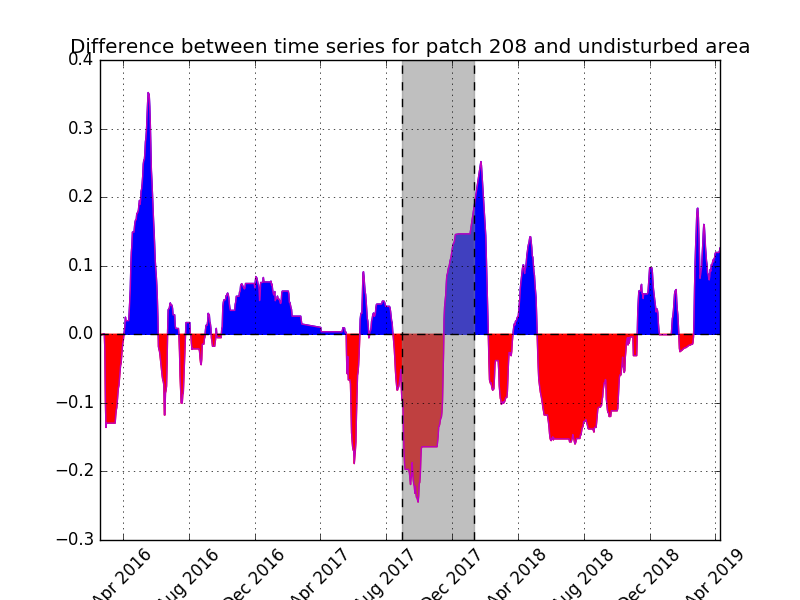 Difference between time series for patch 208 and undisturbed area
0.4
0.3
0.2
0.1
0.0
−0.1
−0.2
−0.3
Apr 2016
Aug 2016
Dec 2016
Apr 2017
Aug 2017
Dec 2017
Apr 2018
Aug 2018
Dec 2018
Apr 2019